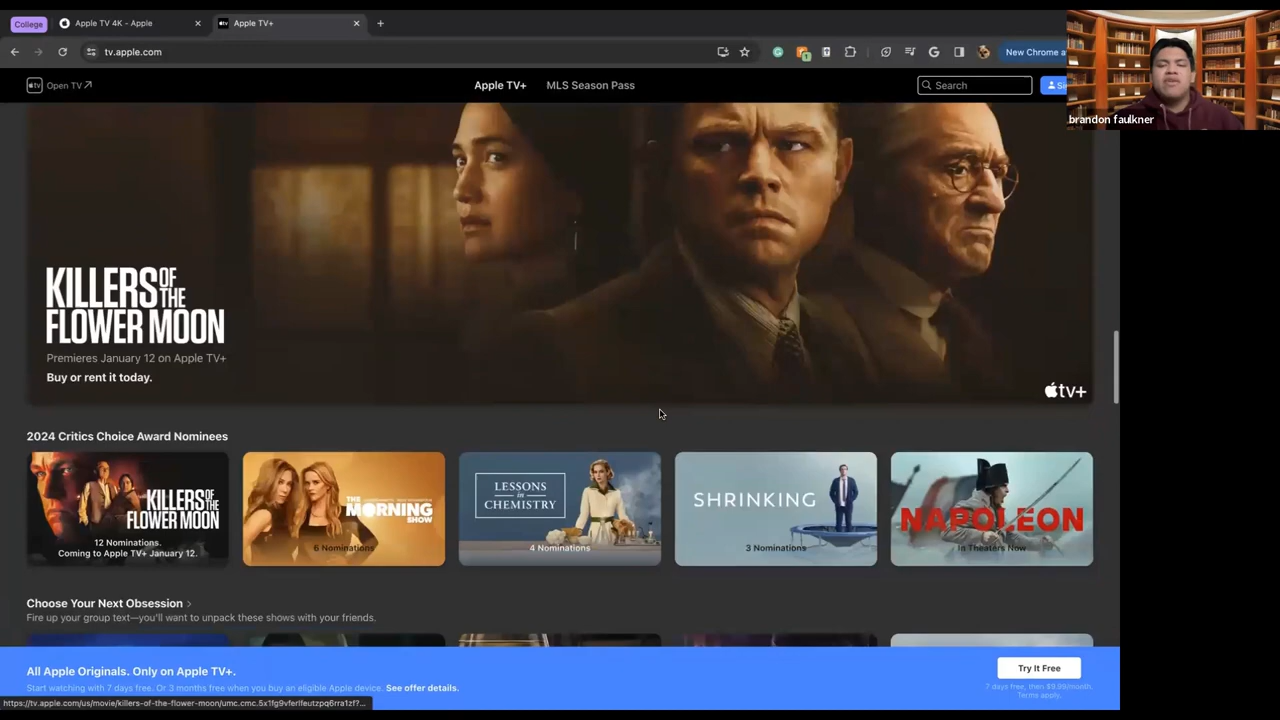 College
Apple TV 4K - Apple
Apple TV+
tv.apple.com
New Chrome a
brandon faulkner
tv
Open TV
Apple TV+
MLS Season Pass
Search
KILLERS OF THE FLOWER MOON
Premieres January 12 on Apple TV+
Buy or rent it today.
tv+
2024 Critics Choice Award Nominees
KILLERS OF THE FLOWER MOON
12 Nominations.
Coming to Apple TV+ January 12.
THE MORNING SHOW
6 Nominations
LESSONS
in
CHEMISTRY
4 Nominations
SHRINKING
3 Nominations
NAPOLEON
In Theaters Now
Choose Your Next Obsession
Fire up your group text—you'll want to unpack these shows with your friends.
All Apple Originals. Only on Apple TV+.
Start watching with 7 days free. Or 3 months free when you buy an eligible Apple device. See offer details.
Try It Free
7 days free, then $9.99/month.
Terms apply.